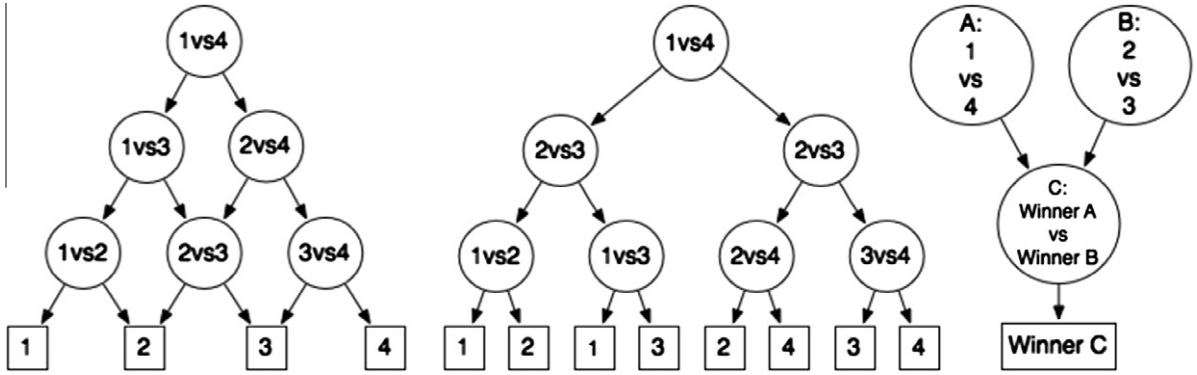 1vs4
1vs3
2vs4
1vs2
2vs3
3vs4
1
2
3
4
1vs4
2vs3
2vs3
1vs2
1vs3
2vs4
3vs4
1
2
1
3
2
4
3
4
A:
1
vs
4
B:
2
vs
3
C:
Winner A
vs
Winner B
Winner C